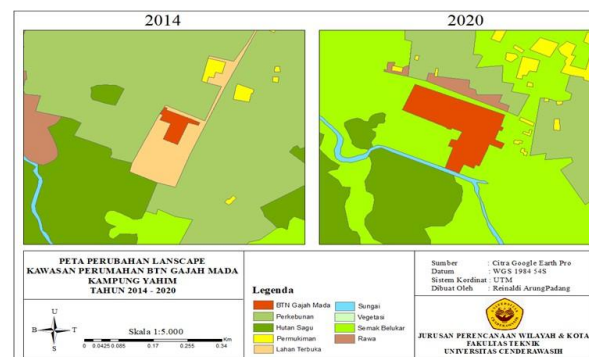 2014
2020
PETA PERUBAHAN LANSCAPE
KAWASAN PERUMAHAN BTN GAJAH MADA
KAMPUNG YAHIM
TAHUN 2014 - 2020
U
B T
S
Skala 1:5.000
0 0.0425 0.085 0.17 0.255 0.34
Km
Legenda
BTN Gajah Mada
Perkebunan
Hutan Sagu
Permukiman
Lahan Terbuka
Sungai
Vegetasi
Semak Belukar
Rawa
Sumber : Citra Google Earth Pro
Datum : WGS 1984 54S
Sistem Kordinat : UTM
Dibuat Oleh : Reinaldi ArungPadang
JURUSAN PERENCANAAN WILAYAH & KOTA
FAKULTAS TEKNIK
UNIVERSITAS CENDERAWASIH